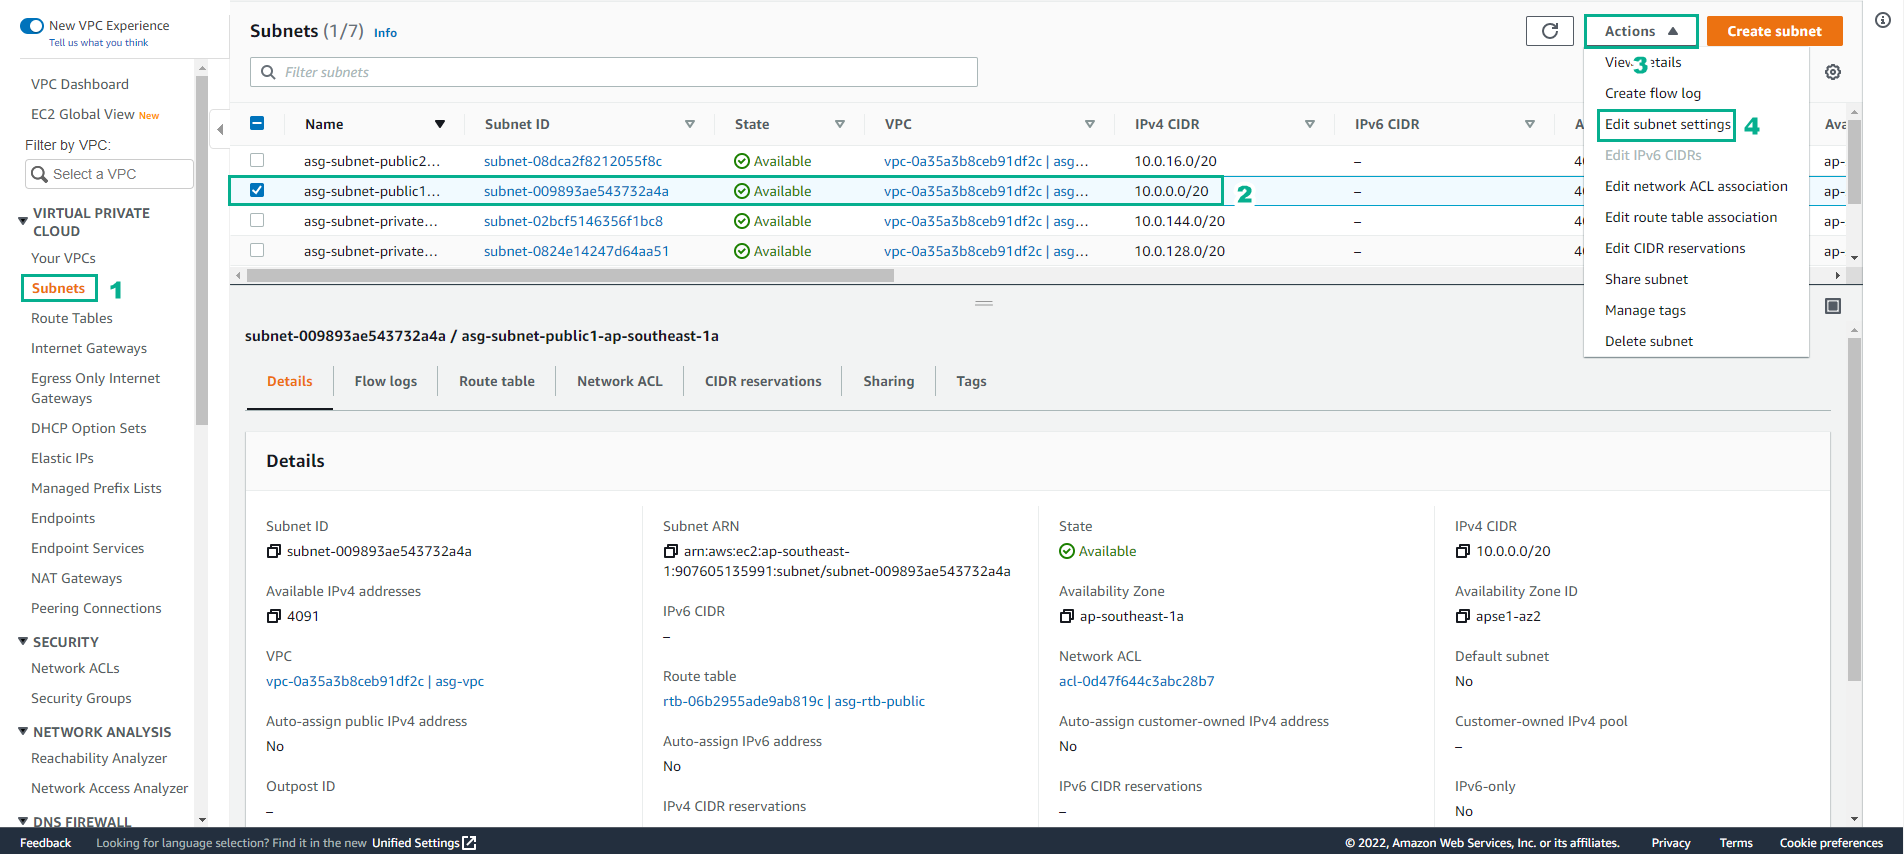 New VPC Experience
Tell us what you think
VPC Dashboard
EC2 Global View New
Filter by VPC:
Select a VPC
VIRTUAL PRIVATE
CLOUD
Your VPCs
Subnets 1
Route Tables
Internet Gateways
Egress Only Internet
Gateways
DHCP Option Sets
Elastic IPs
Managed Prefix Lists
Endpoints
Endpoint Services
NAT Gateways
Peering Connections
SECURITY
Network ACLs
Security Groups
NETWORK ANALYSIS
Reachability Analyzer
Network Access Analyzer
DNS FIREWALL
Subnets (1/7) Info
Actions
Create subnet
Filter subnets
3
View details
Create flow log
Edit subnet settings 4
Edit IPv6 CIDRs
Edit network ACL association
Edit route table association
Edit CIDR reservations
Share subnet
Manage tags
Delete subnet
Name Subnet ID State VPC IPv4 CIDR IPv6 CIDR A Ava
asg-subnet-public2... subnet-08dca2f8212055f8c Available vpc-0a35a3b8ceb91df2c | asg... 10.0.16.0/20 – 40 ap-
asg-subnet-public1... subnet-009893ae543732a4a Available vpc-0a35a3b8ceb91df2c | asg... 10.0.0.0/20 2 – 40 ap-
asg-subnet-private... subnet-02bcf5146356f1bc8 Available vpc-0a35a3b8ceb91df2c | asg... 10.0.144.0/20 – 40 ap-
asg-subnet-private... subnet-0824e14247d64aa51 Available vpc-0a35a3b8ceb91df2c | asg... 10.0.128.0/20 – 40 ap-
subnet-009893ae543732a4a / asg-subnet-public1-ap-southeast-1a
Details Flow logs Route table Network ACL CIDR reservations Sharing Tags
Details
Subnet ID
subnet-009893ae543732a4a
Available IPv4 addresses
4091
VPC
vpc-0a35a3b8ceb91df2c | asg-vpc
Auto-assign public IPv4 address
No
Outpost ID
–
Subnet ARN
arn:aws:ec2:ap-southeast-
1:907605135991:subnet/subnet-009893ae543732a4a
IPv6 CIDR
–
Route table
rtb-06b2955ade9ab819c | asg-rtb-public
Auto-assign IPv6 address
No
IPv4 CIDR reservations
State
Available
Availability Zone
ap-southeast-1a
Network ACL
acl-0d47f644c3abc28b7
Auto-assign customer-owned IPv4 address
No
IPv6 CIDR reservations
–
IPv4 CIDR
10.0.0.0/20
Availability Zone ID
apse1-az2
Default subnet
No
Customer-owned IPv4 pool
–
IPv6-only
No
Feedback Looking for language selection? Find it in the new Unified Settings © 2022, Amazon Web Services, Inc. or its affiliates. Privacy Terms Cookie preferences